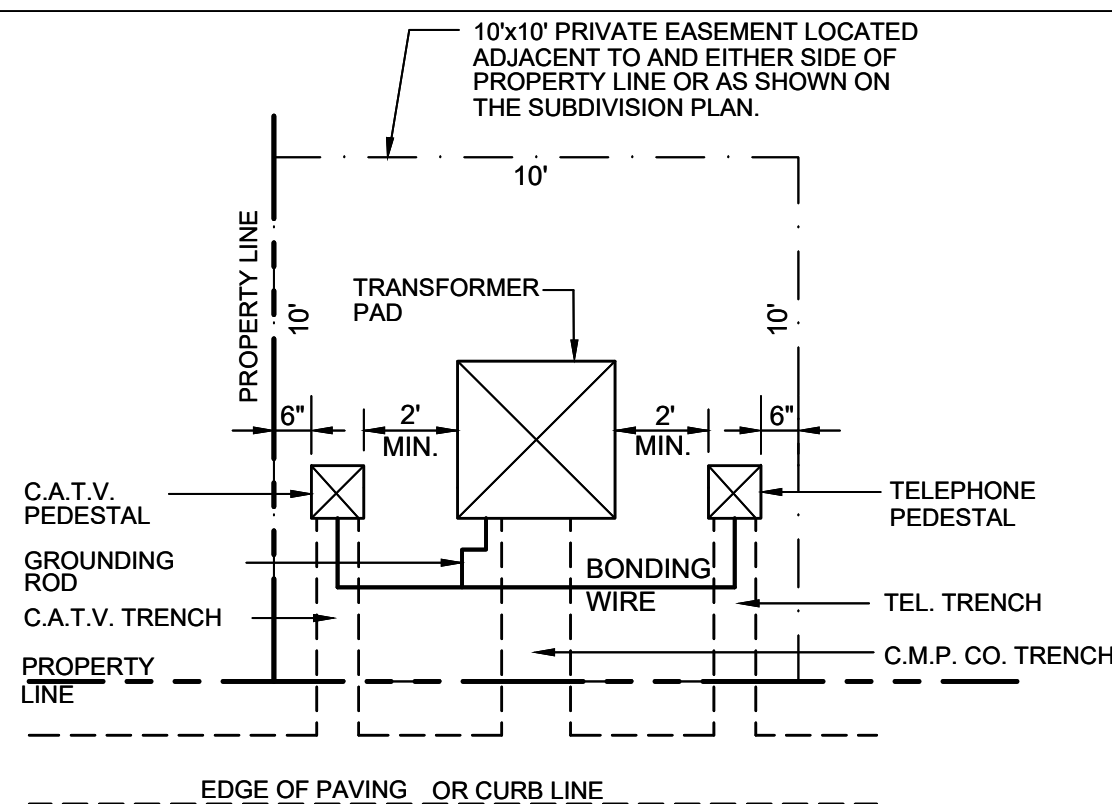 10'x10' PRIVATE EASEMENT LOCATED
ADJACENT TO AND EITHER SIDE OF
PROPERTY LINE OR AS SHOWN ON
THE SUBDIVISION PLAN.
10'
PROPERTY LINE
10'
10'
TRANSFORMER
PAD
6"
2'
MIN.
2'
MIN.
6"
C.A.T.V.
PEDESTAL
TELEPHONE
PEDESTAL
GROUNDING
ROD
BONDING
WIRE
C.A.T.V. TRENCH
TEL. TRENCH
C.M.P. CO. TRENCH
PROPERTY
LINE
EDGE OF PAVING OR CURB LINE